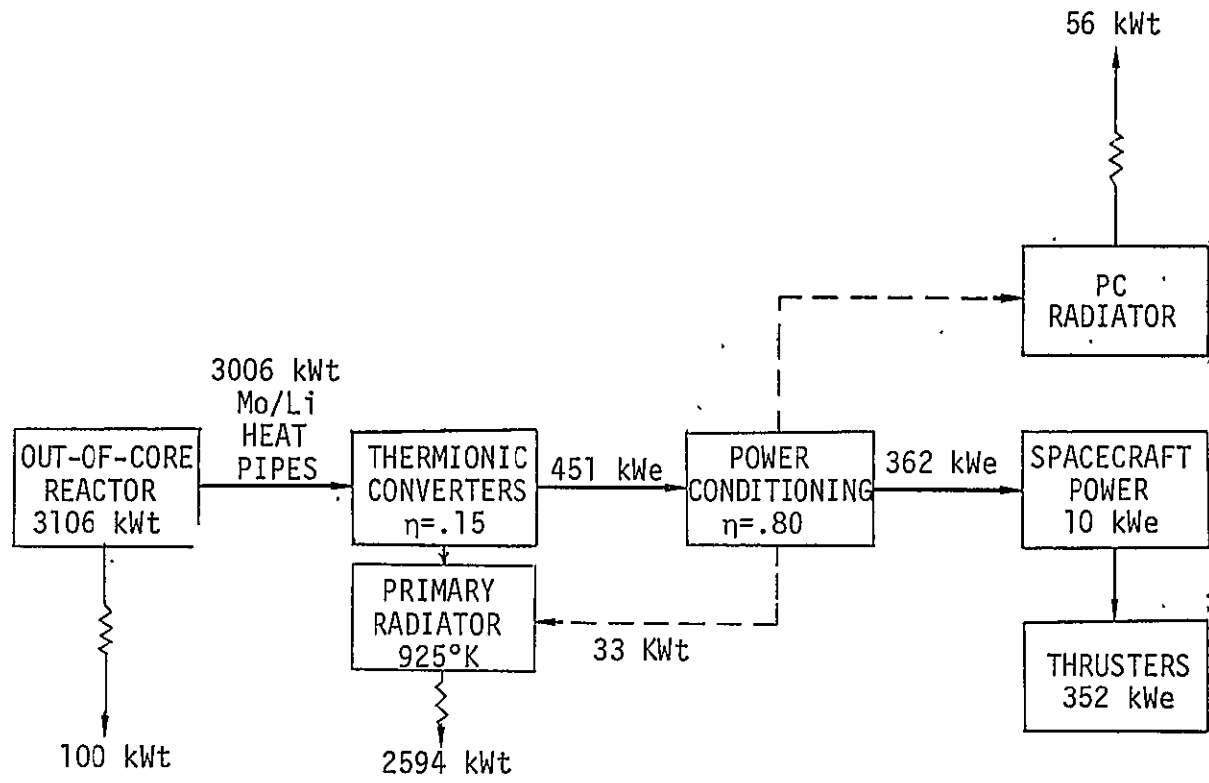 56 kWt
PC
RADIATOR
3006 kWt
Mo/Li
HEAT
PIPES
OUT-OF-CORE
REACTOR
3106 kWt
THERMIONIC
CONVERTERS
η=.15
451 kWe
POWER
CONDITIONING
η=.80
362 kWe
SPACECRAFT
POWER
10 kWe
PRIMARY
RADIATOR
925°K
33 KWt
THRUSTERS
352 kWe
100 kWt
2594 kWt